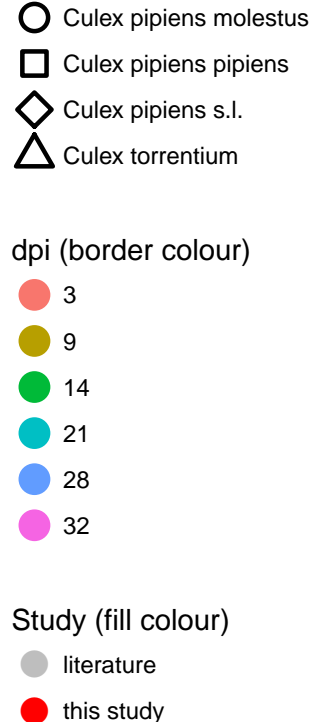 Culex pipiens molestus
Culex pipiens pipiens
Culex pipiens s.l.
Culex torrentium
dpi (border colour)
3
9
14
21
28
32
Study (fill colour)
literature
this study